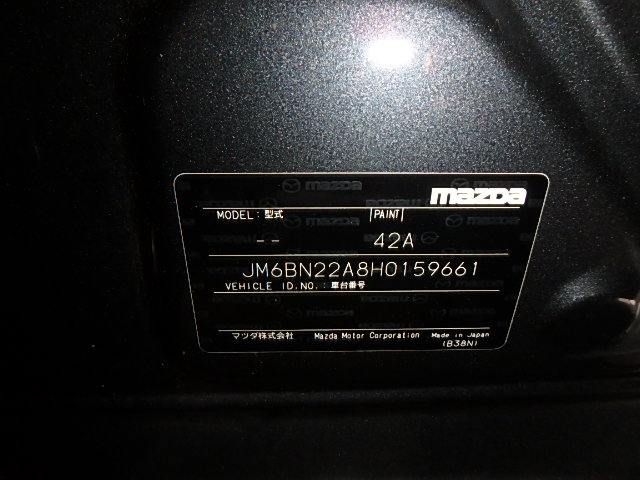 mazda
MODEL:型式 PAINT
-- 42A
JM6BN22A8H0159661
VEHICLE ID.NO.:車台番号
マツダ株式会社 Mazda Motor Corporation Made in Japan
(B38N)